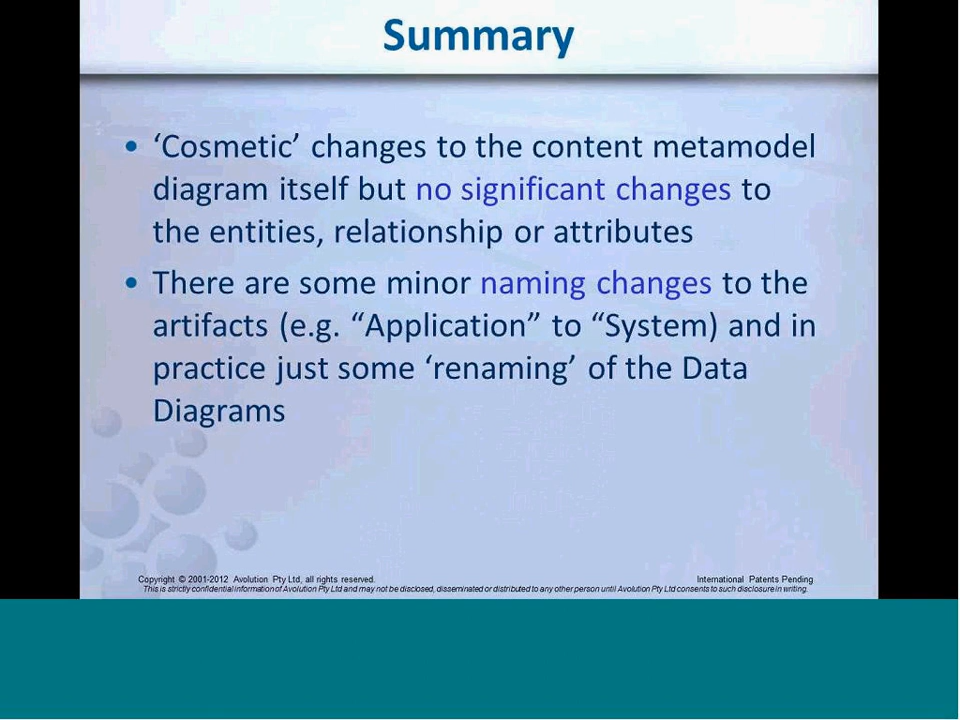 Summary
• ‘Cosmetic’ changes to the content metamodel
diagram itself but no significant changes to
the entities, relationship or attributes
• There are some minor naming changes to the
artifacts (e.g. “Application” to “System) and in
practice just some ‘renaming’ of the Data
Diagrams
Copyright © 2001-2012 Avolution Pty Ltd, all rights reserved. International Patents Pending
This is strictly confidential information of Avolution Pty Ltd and may not be disclosed, disseminated or distributed to any other person until Avolution Pty Ltd consents to such disclosure in writing.